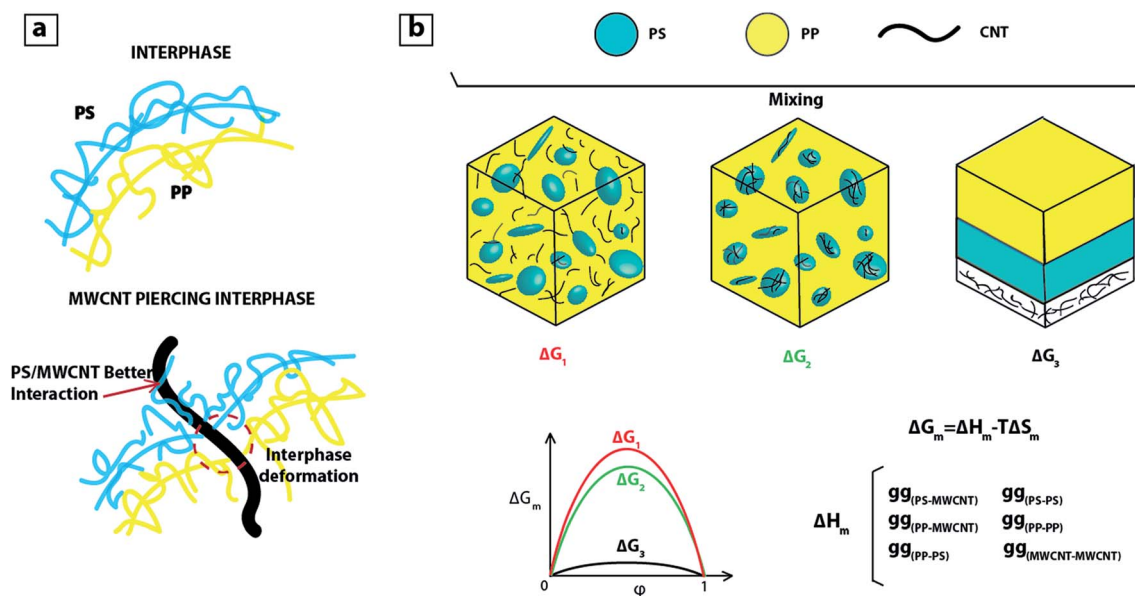 a
INTERPHASE
PS
PP
MWCNT PIERCING INTERPHASE
PS/MWCNT Better
Interaction
Interphase
deformation
b
PS
PP
CNT
Mixing
ΔG₁
ΔG₂
ΔG₃
ΔGₘ
ΔG₁
ΔG₂
ΔG₃
0
φ
1
ΔGₘ=ΔHₘ-TΔSₘ
ΔHₘ
gg(PS-MWCNT) gg(PS-PS)
gg(PP-MWCNT) gg(PP-PP)
gg(PP-PS) gg(MWCNT-MWCNT)